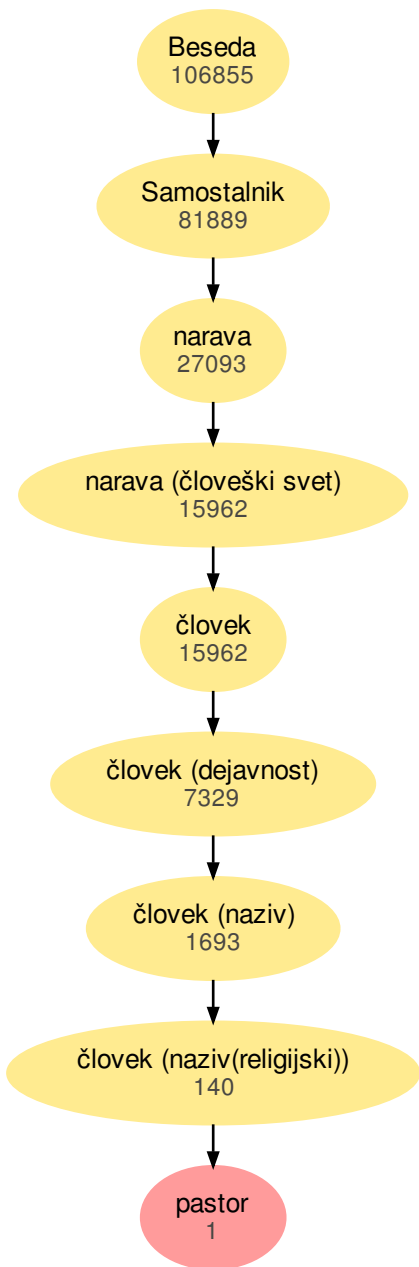 Beseda
106855
Samostalnik
81889
narava
27093
narava (človeški svet)
15962
človek
15962
človek (dejavnost)
7329
človek (naziv)
1693
človek (naziv(religijski))
140
pastor
1